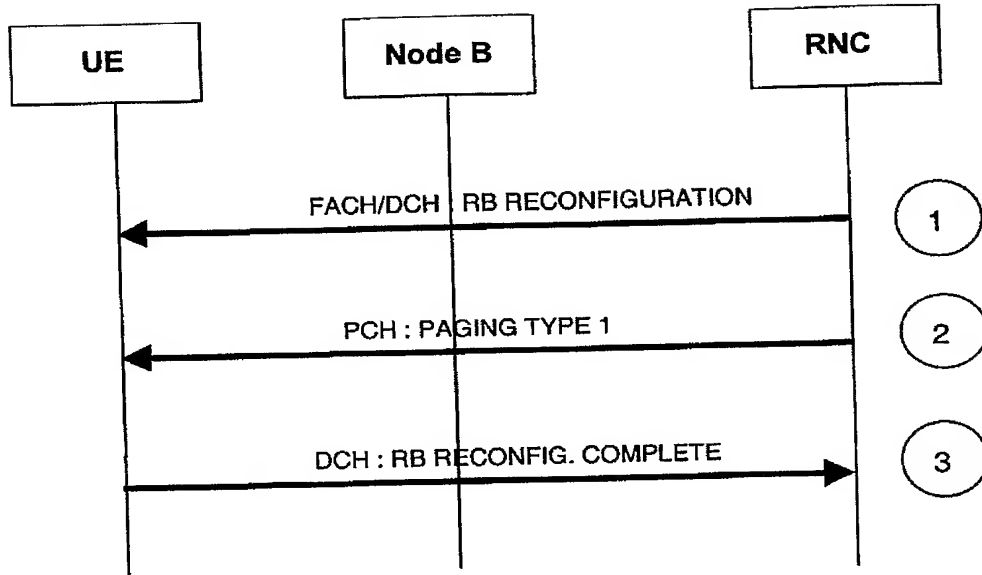 UE
Node B
RNC
FACH/DCH : RB RECONFIGURATION
1
PCH : PAGING TYPE 1
2
DCH : RB RECONFIG. COMPLETE
3